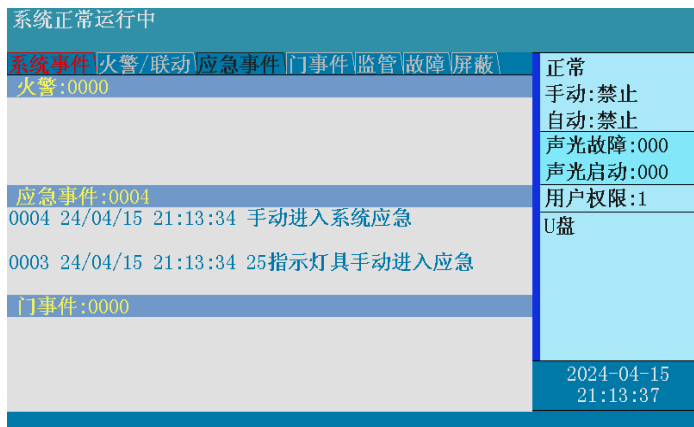 系统正常运行中
系统事件 火警/联动 应急事件 门事件 监管 故障 屏蔽
火警:0000
应急事件:0004
0004 24/04/15 21:13:34 手动进入系统应急
0003 24/04/15 21:13:34 25指示灯具手动进入应急
门事件:0000
正常
手动:禁止
自动:禁止
声光故障:000
声光启动:000
用户权限:1
U盘
2024-04-15
21:13:37